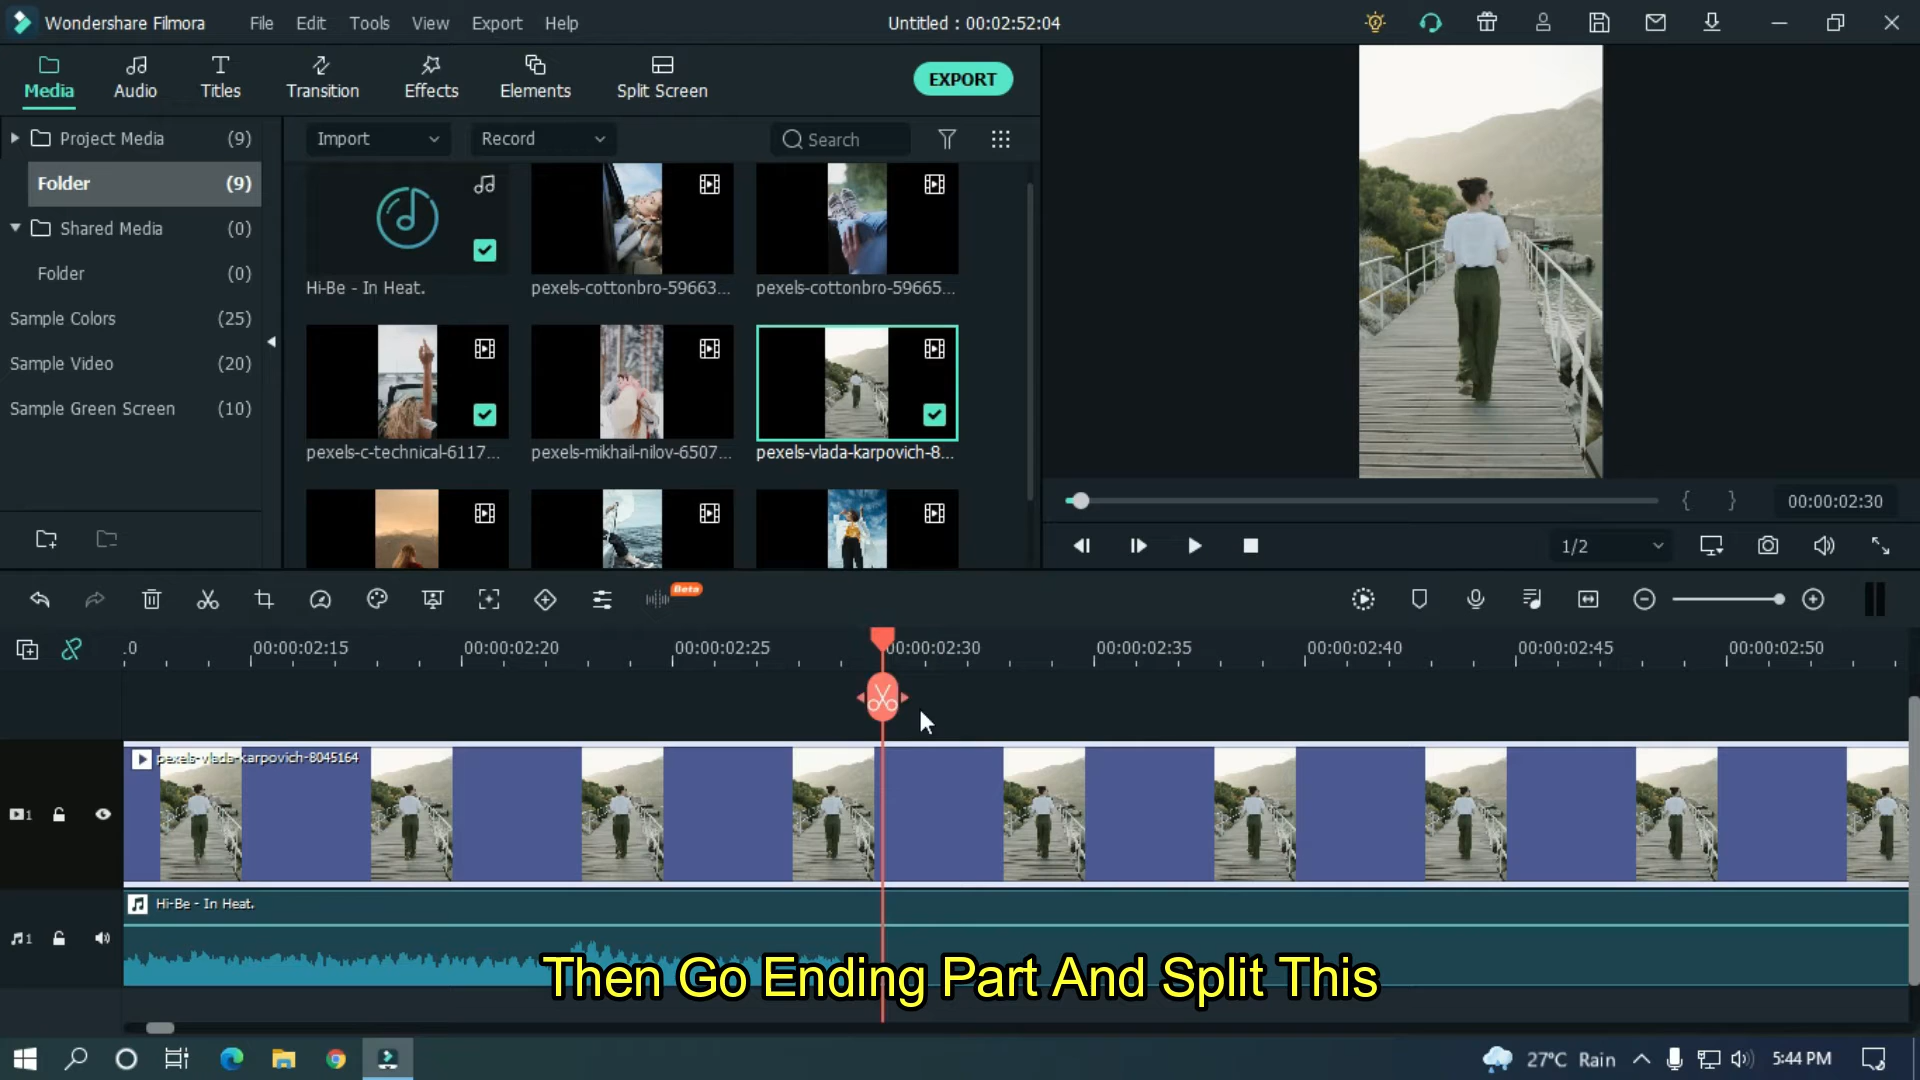 Wondershare Filmora
File
Edit
Tools
View
Export
Help
Untitled : 00:02:52:04
Media
Audio
Titles
Transition
Effects
Elements
Split Screen
EXPORT
Project Media (9)
Folder (9)
Shared Media (0)
Folder (0)
Sample Colors (25)
Sample Video (20)
Sample Green Screen (10)
Import
Record
Search
Hi-Be - In Heat.
pexels-cottonbro-59663...
pexels-cottonbro-59665...
pexels-c-technical-6117...
pexels-mikhail-nilov-6507...
pexels-vlada-karpovich-8...
00:00:02:30
1/2
Beta
.0
00:00:02:15
00:00:02:20
00:00:02:25
00:00:02:30
00:00:02:35
00:00:02:40
00:00:02:45
00:00:02:50
pexels-vlada-karpovich-8045164
1
Hi-Be - In Heat.
1
Then Go Ending Part And Split This
27°C Rain
5:44 PM